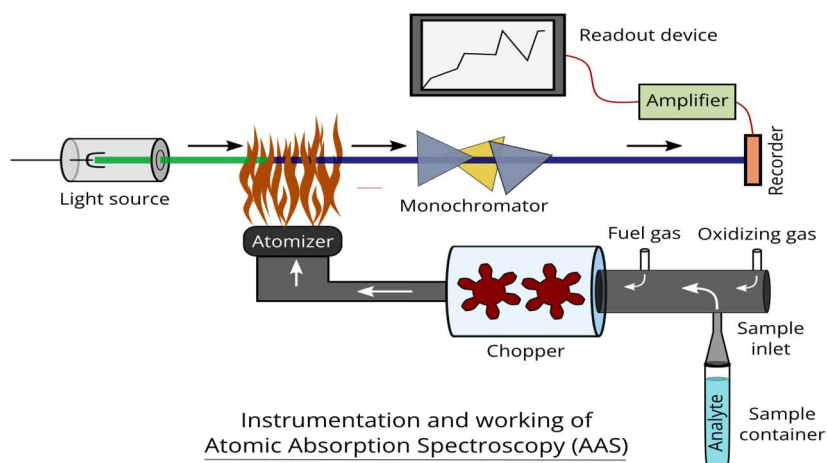 Readout device
Amplifier
Recorder
Light source
Monochromator
Atomizer
Fuel gas
Oxidizing gas
Chopper
Sample
inlet
Analyte
Sample
container
Instrumentation and working of
Atomic Absorption Spectroscopy (AAS)